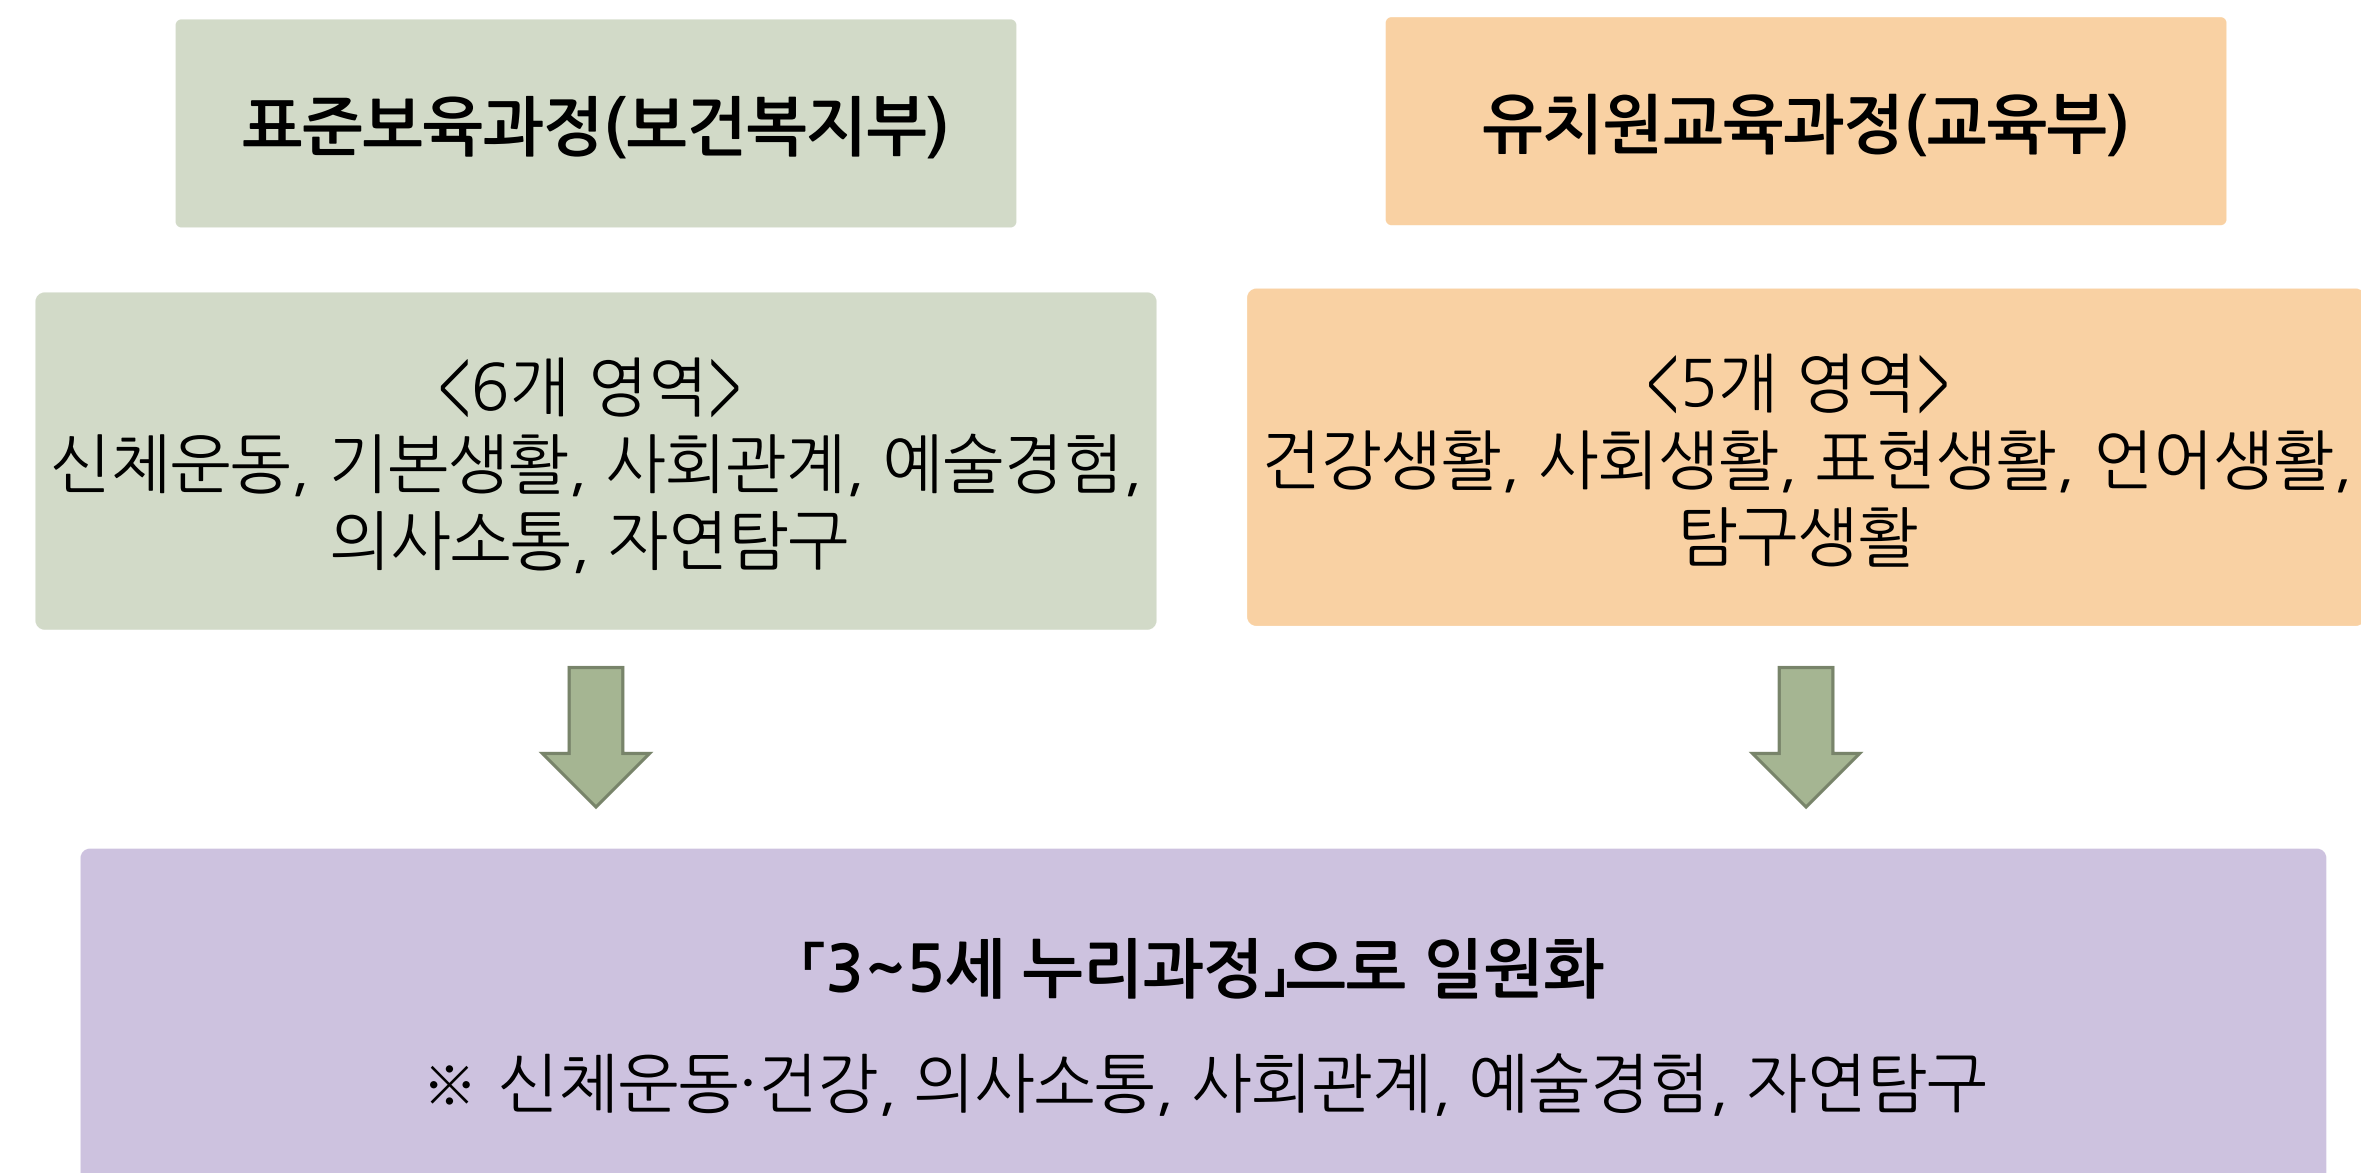 표준보육과정(보건복지부)
유치원교육과정(교육부)
<6개 영역>
신체운동, 기본생활, 사회관계, 예술경험,
의사소통, 자연탐구
<5개 영역>
건강생활, 사회생활, 표현생활, 언어생활,
탐구생활
「3~5세 누리과정」으로 일원화
※ 신체운동·건강, 의사소통, 사회관계, 예술경험, 자연탐구